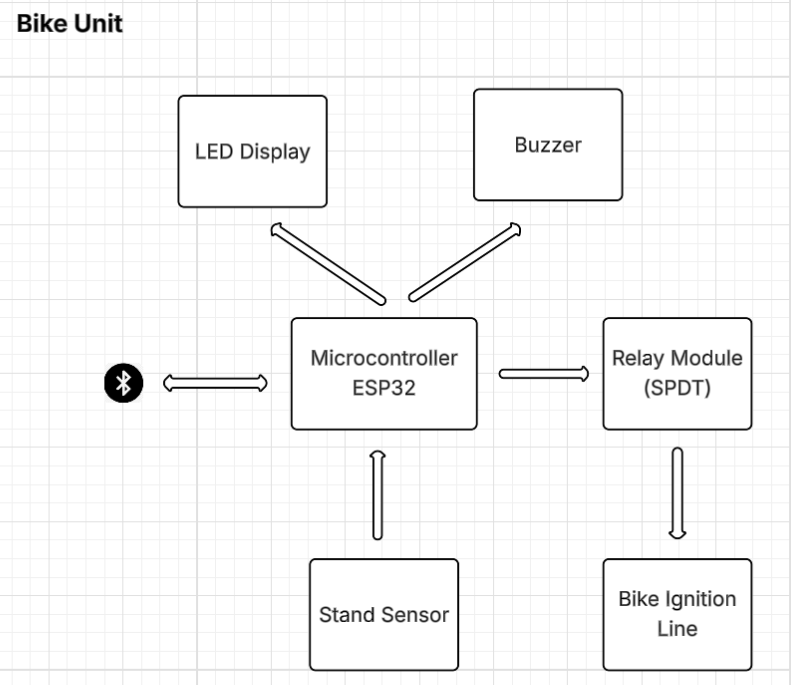 Bike Unit
LED Display
Buzzer
Microcontroller
ESP32
Relay Module
(SPDT)
Stand Sensor
Bike Ignition
Line